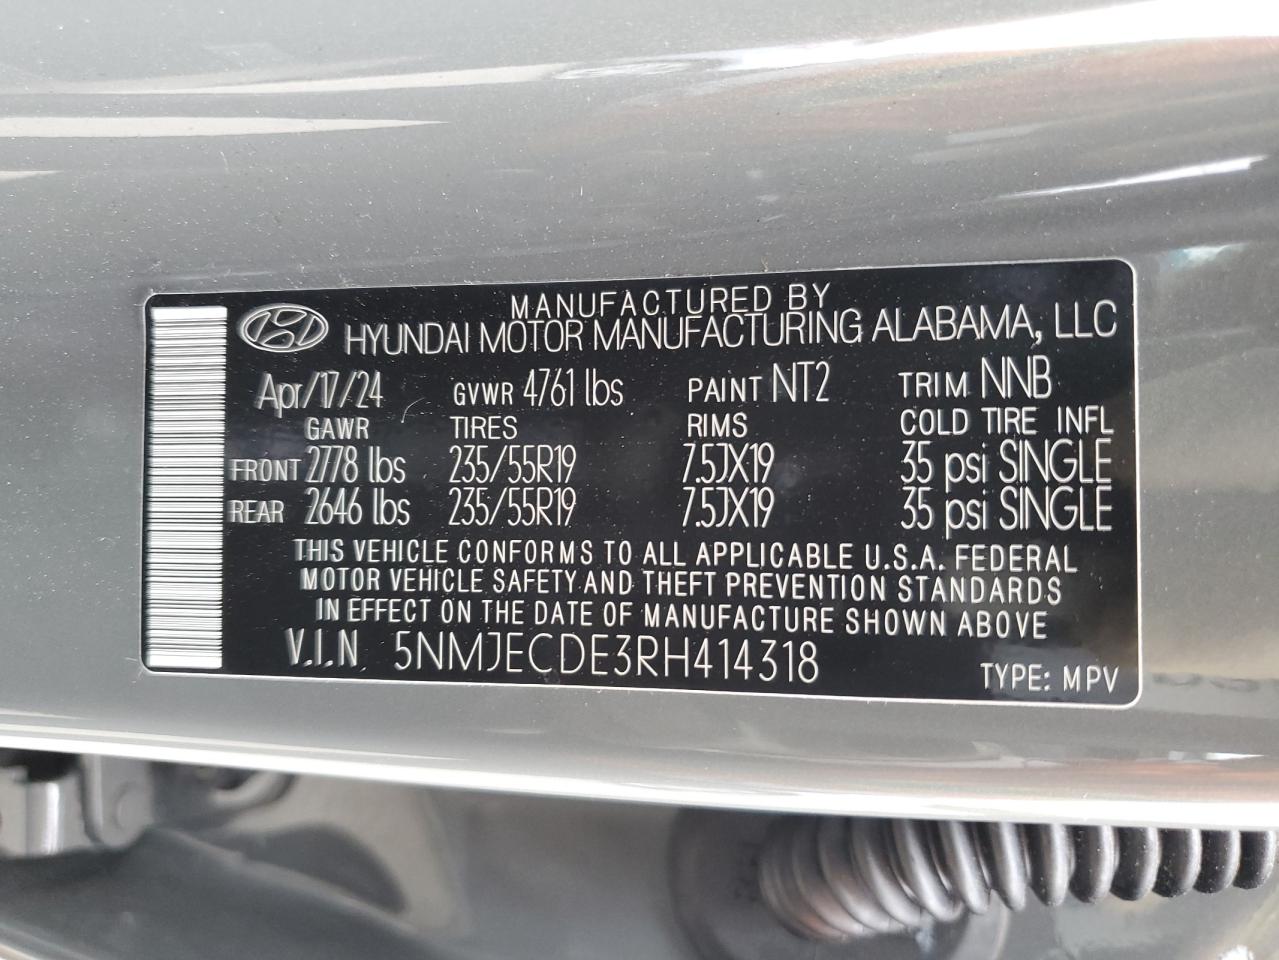 MANUFACTURED BY
HYUNDAI MOTOR MANUFACTURING ALABAMA, LLC
Apr/17/24 GVWR 4761 lbs PAINT NT2 TRIM NNB
GAWR TIRES RIMS COLD TIRE INFL
FRONT 2778 lbs 235/55R19 7.5JX19 35 psi SINGLE
REAR 2646 lbs 235/55R19 7.5JX19 35 psi SINGLE
THIS VEHICLE CONFORMS TO ALL APPLICABLE U.S.A. FEDERAL
MOTOR VEHICLE SAFETY AND THEFT PREVENTION STANDARDS
IN EFFECT ON THE DATE OF MANUFACTURE SHOWN ABOVE
V.I.N 5NMJECDE3RH414318
TYPE: MPV